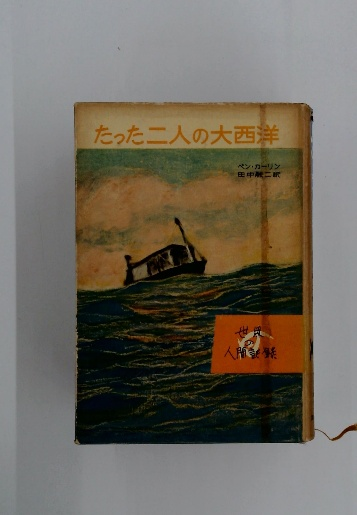 たった二人の大西洋
ベン・カーリン
田中融二訳
世界
の
人間記録
9